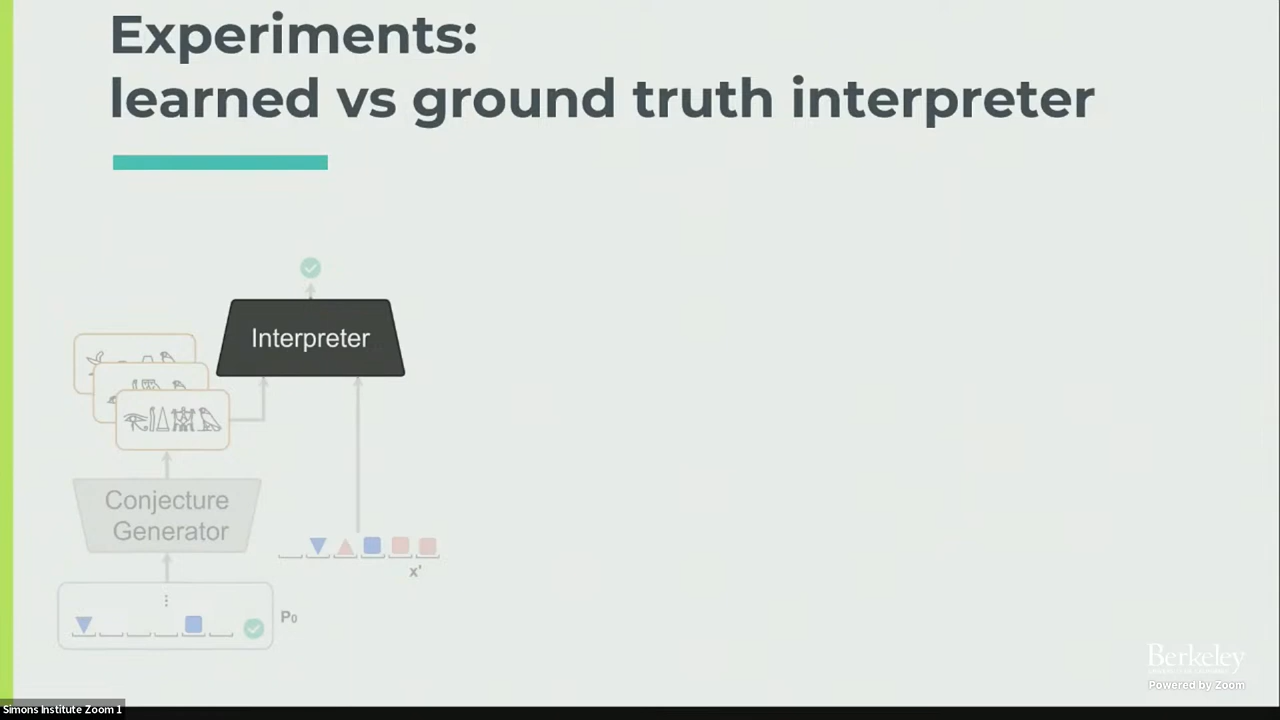 Experiments:
learned vs ground truth interpreter
Interpreter
Conjecture
Generator
x'
P0
Berkeley
Powered by Zoom
Simons Institute Zoom 1